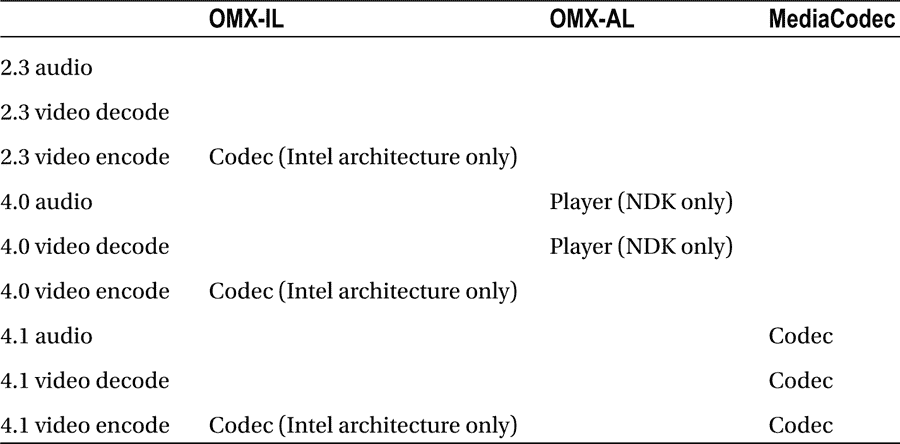 OMX-IL OMX-AL MediaCodec
2.3 audio
2.3 video decode
2.3 video encode Codec (Intel architecture only)
4.0 audio Player (NDK only)
4.0 video decode Player (NDK only)
4.0 video encode Codec (Intel architecture only)
4.1 audio Codec
4.1 video decode Codec
4.1 video encode Codec (Intel architecture only) Codec